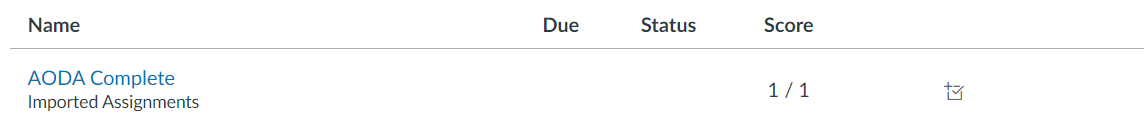 Name Due Status Score
AODA Complete
Imported Assignments
1 / 1